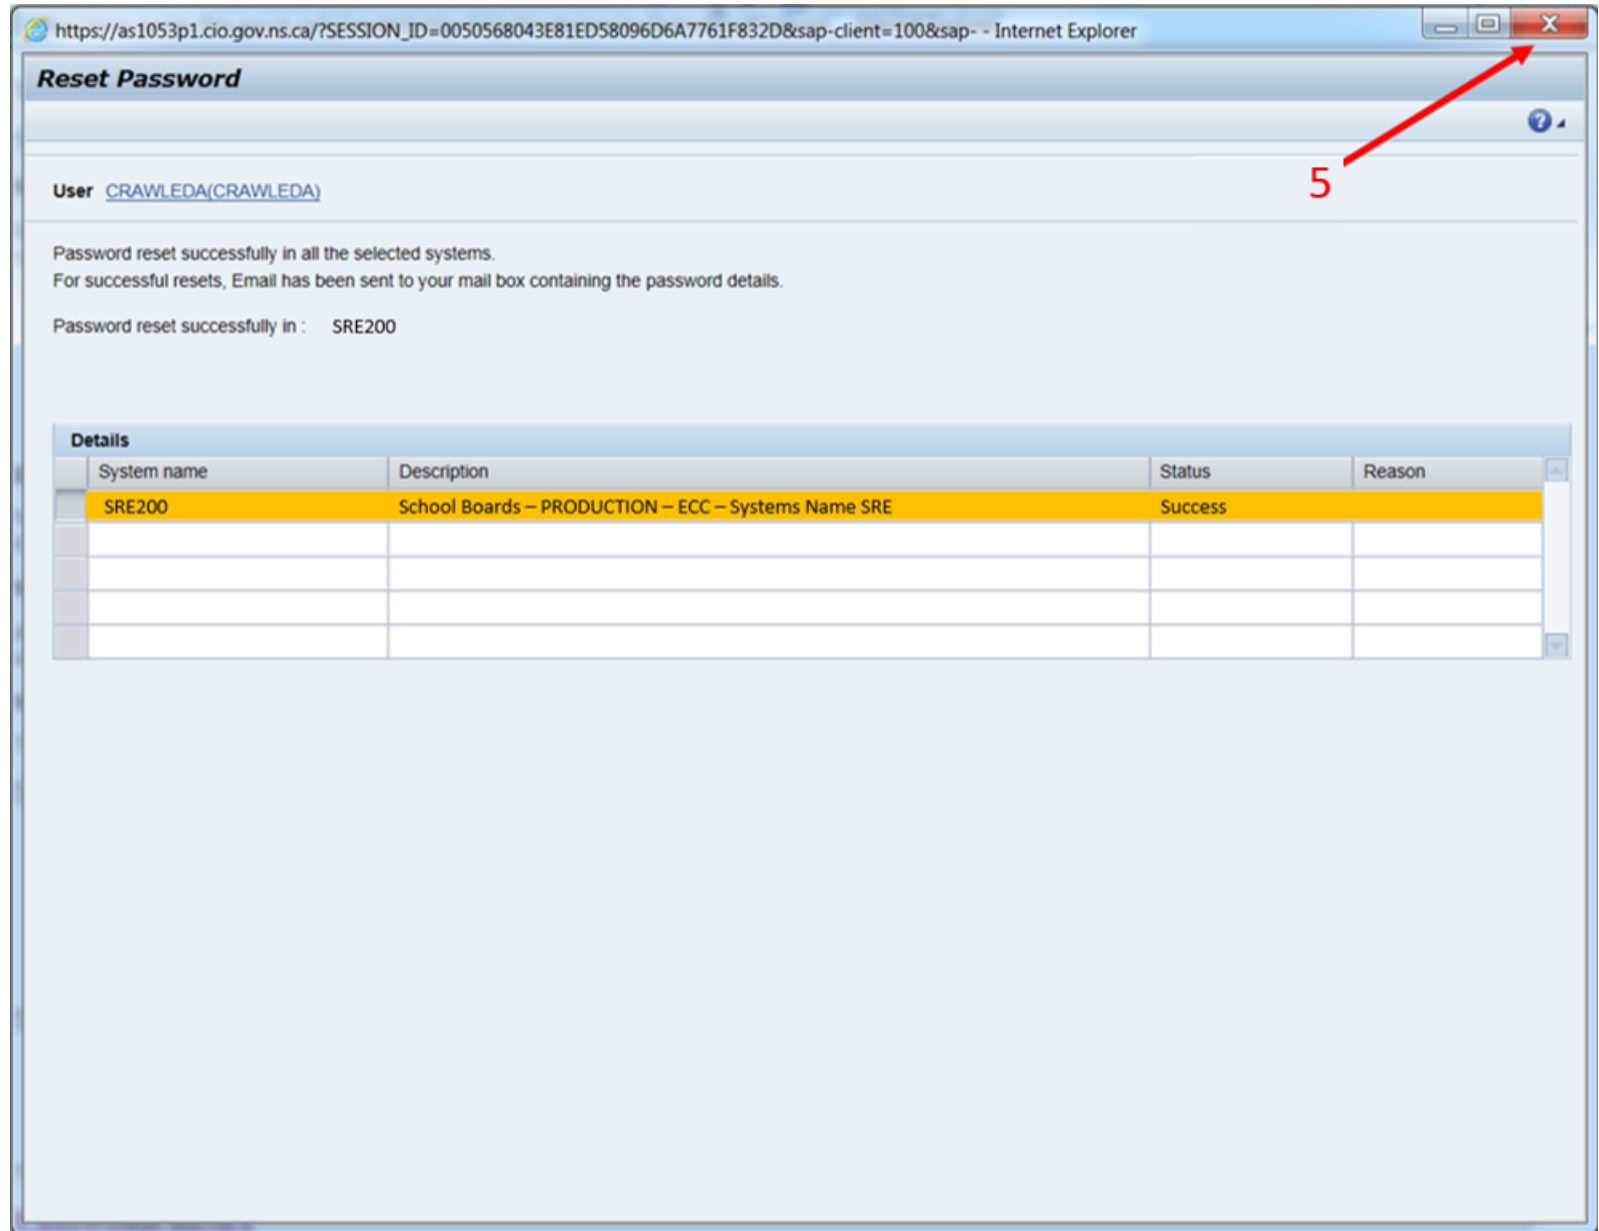 https://as1053p1.cio.gov.ns.ca/?SESSION_ID=0050568043E81ED58096D6A7761F832D&sap-client=100&sap- - Internet Explorer
Reset Password
5
User CRAWLEDA(CRAWLEDA)
Password reset successfully in all the selected systems.
For successful resets, Email has been sent to your mail box containing the password details.
Password reset successfully in : SRE200
Details
System name Description Status Reason
SRE200 School Boards – PRODUCTION – ECC – Systems Name SRE Success